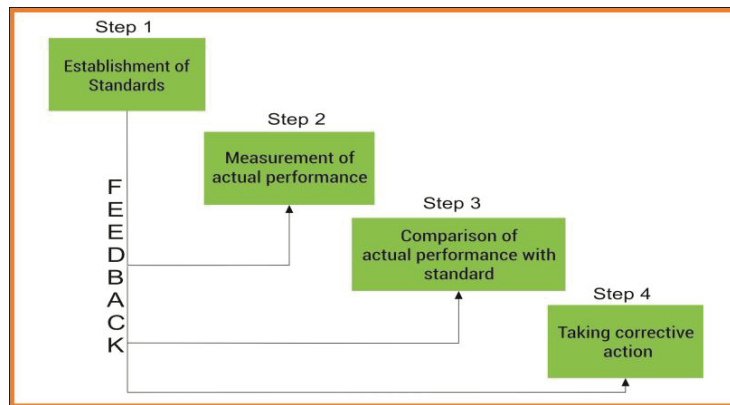 Step 1
Establishment of
Standards
Step 2
Measurement of
actual performance
Step 3
Comparison of
actual performance with
standard
Step 4
Taking corrective
action
FEEDBACK